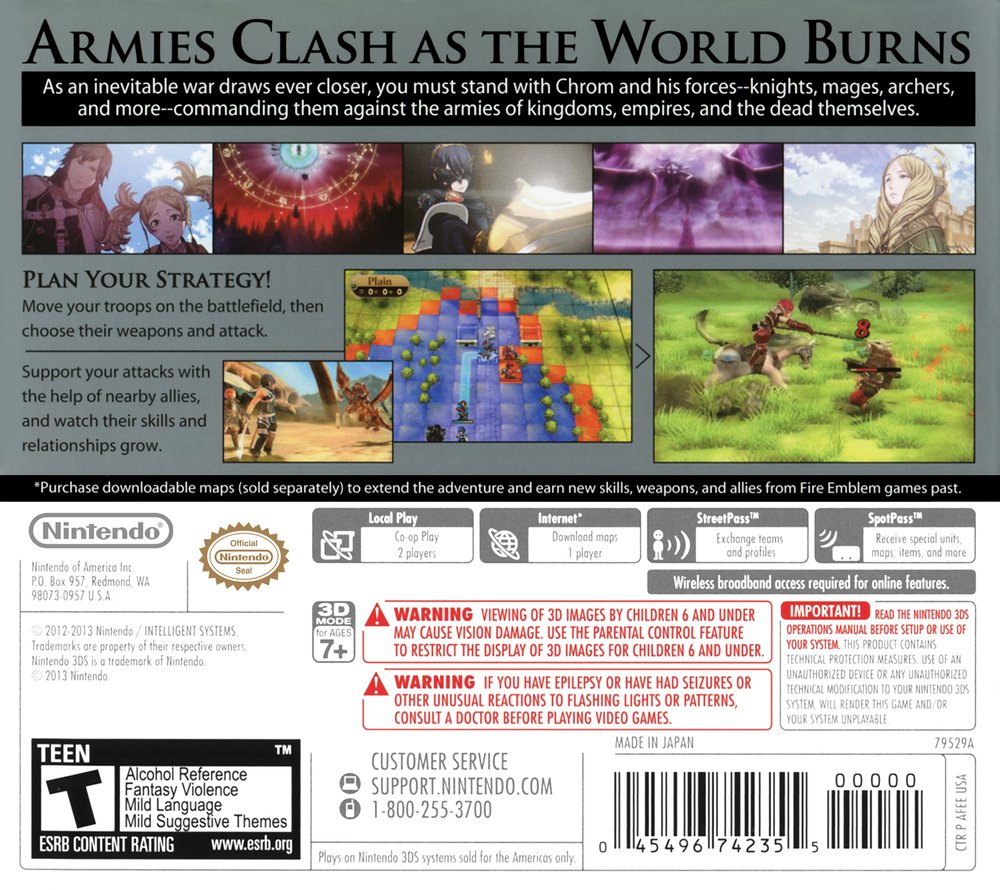 ARMIES CLASH AS THE WORLD BURNS
As an inevitable war draws ever closer, you must stand with Chrom and his forces--knights, mages, archers,
and more--commanding them against the armies of kingdoms, empires, and the dead themselves.
PLAN YOUR STRATEGY!
Move your troops on the battlefield, then
choose their weapons and attack.
Plain
0 0 0
8
Support your attacks with
the help of nearby allies,
and watch their skills and
relationships grow.
*Purchase downloadable maps (sold separately) to extend the adventure and earn new skills, weapons, and allies from Fire Emblem games past.
Nintendo®
Nintendo of America Inc.
P.O. Box 957, Redmond, WA
98073-0957 U.S.A.
Official
Nintendo
Seal
Local Play
Co-op Play
2 players
Internet*
Download maps
1 player
StreetPass™
Exchange teams
and profiles
SpotPass™
Receive special units,
maps, items, and more
Wireless broadband access required for online features.
© 2012-2013 Nintendo / INTELLIGENT SYSTEMS.
Trademarks are property of their respective owners.
Nintendo 3DS is a trademark of Nintendo.
© 2013 Nintendo.
3D
MODE
for AGES
7+
WARNING VIEWING OF 3D IMAGES BY CHILDREN 6 AND UNDER
MAY CAUSE VISION DAMAGE. USE THE PARENTAL CONTROL FEATURE
TO RESTRICT THE DISPLAY OF 3D IMAGES FOR CHILDREN 6 AND UNDER.
WARNING IF YOU HAVE EPILEPSY OR HAVE HAD SEIZURES OR
OTHER UNUSUAL REACTIONS TO FLASHING LIGHTS OR PATTERNS,
CONSULT A DOCTOR BEFORE PLAYING VIDEO GAMES.
IMPORTANT! READ THE NINTENDO 3DS
OPERATIONS MANUAL BEFORE SETUP OR USE OF
YOUR SYSTEM. THIS PRODUCT CONTAINS
TECHNICAL PROTECTION MEASURES. USE OF AN
UNAUTHORIZED DEVICE OR ANY UNAUTHORIZED
TECHNICAL MODIFICATION TO YOUR NINTENDO 3DS
SYSTEM, WILL RENDER THIS GAME AND/OR
YOUR SYSTEM UNPLAYABLE.
MADE IN JAPAN
79529A
TEEN ™
T
Alcohol Reference
Fantasy Violence
Mild Language
Mild Suggestive Themes
ESRB CONTENT RATING www.esrb.org
CUSTOMER SERVICE
SUPPORT.NINTENDO.COM
1-800-255-3700
Plays on Nintendo 3DS systems sold for the Americas only.
0 45496 74235 5
00000
CTR P AFEE USA